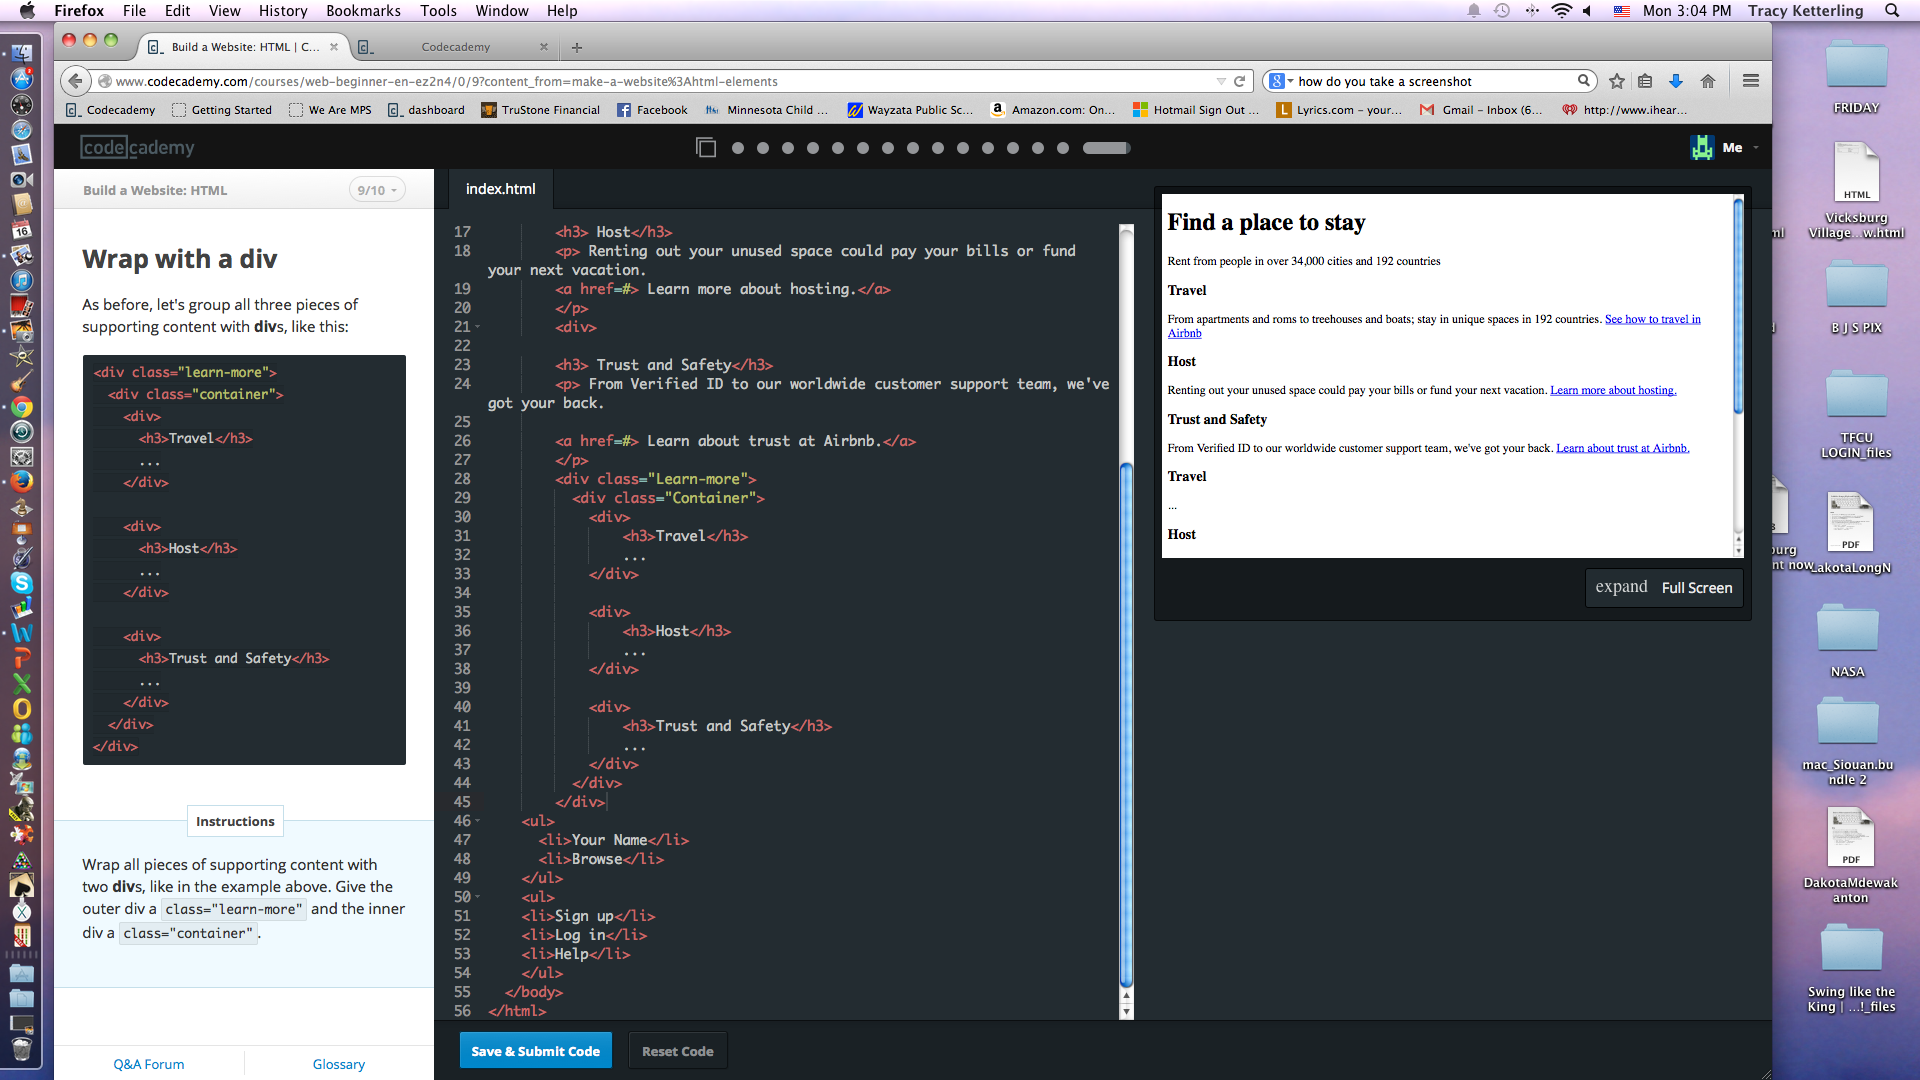 Firefox File Edit View History Bookmarks Tools Window Help Mon 3:04 PM Tracy Ketterling
Build a Website: HTML | C...
Codecademy
www.codecademy.com/courses/web-beginner-en-ez2n4/0/9?content_from=make-a-website%3Ahtml-elements
how do you take a screenshot
Codecademy Getting Started We Are MPS dashboard TruStone Financial Facebook Minnesota Child ... Wayzata Public Sc... Amazon.com: On... Hotmail Sign Out ... Lyrics.com – your... Gmail – Inbox (6... http://www.ihear...
codecademy
Me
Build a Website: HTML
9/10
Wrap with a div
As before, let's group all three pieces of
supporting content with divs, like this:
<div class="learn-more">
<div class="container">
<div>
<h3>Travel</h3>
...
</div>
<div>
<h3>Host</h3>
...
</div>
<div>
<h3>Trust and Safety</h3>
...
</div>
</div>
</div>
Instructions
Wrap all pieces of supporting content with
two divs, like in the example above. Give the
outer div a class="learn-more" and the inner
div a class="container".
Q&A Forum
Glossary
index.html
17 <h3> Host</h3>
18 <p> Renting out your unused space could pay your bills or fund
your next vacation.
19 <a href=#> Learn more about hosting.</a>
20 </p>
21 <div>
22
23 <h3> Trust and Safety</h3>
24 <p> From Verified ID to our worldwide customer support team, we've
got your back.
25
26 <a href=#> Learn about trust at Airbnb.</a>
27 </p>
28 <div class="Learn-more">
29 <div class="Container">
30 <div>
31 <h3>Travel</h3>
32 ...
33 </div>
34
35 <div>
36 <h3>Host</h3>
37 ...
38 </div>
39
40 <div>
41 <h3>Trust and Safety</h3>
42 ...
43 </div>
44 </div>
45 </div>
46 <ul>
47 <li>Your Name</li>
48 <li>Browse</li>
49 </ul>
50 <ul>
51 <li>Sign up</li>
52 <li>Log in</li>
53 <li>Help</li>
54 </ul>
55 </body>
56 </html>
Save & Submit Code
Reset Code
Find a place to stay
Rent from people in over 34,000 cities and 192 countries
Travel
From apartments and roms to treehouses and boats; stay in unique spaces in 192 countries. See how to travel in
Airbnb
Host
Renting out your unused space could pay your bills or fund your next vacation. Learn more about hosting.
Trust and Safety
From Verified ID to our worldwide customer support team, we've got your back. Learn about trust at Airbnb.
Travel
...
Host
expand Full Screen
FRIDAY
HTML
Vicksburg
Village...w.html
B J S PIX
TFCU
LOGIN_files
PDF
LakotaLongN
NASA
mac_Siouan.bu
ndle 2
PDF
DakotaMdewak
anton
Swing like the
King | ...!_files